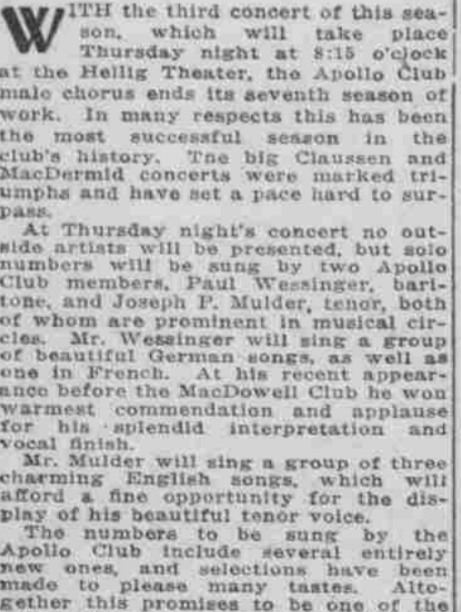 WITH the third concert of this sea-
son, which will take place
Thursday night at 8:15 o'clock
at the Heilig Theater, the Apollo Club
male chorus ends its seventh season of
work. In many respects this has been
the most successful season in the
club's history. Tne big Claussen and
MacDermid concerts were marked tri-
umphs and have set a pace hard to sur-
pass.
At Thursday night's concert no out-
side artists will be presented, but solo
numbers will be sung by two Apollo
Club members, Paul Wessinger, bari-
tone, and Joseph P. Mulder, tenor, both
of whom are prominent in musical cir-
cles. Mr. Wessinger will sing a group
of beautiful German songs, as well as
one in French. At his recent appear-
ance before the MacDowell Club he won
warmest commendation and applause
for his splendid interpretation and
vocal finish.
Mr. Mulder will sing a group of three
charming English songs, which will
afford a fine opportunity for the dis-
play of his beautiful tenor voice.
The numbers to be sung by the
Apollo Club include several entirely
new ones, and selections have been
made to please many tastes. Alto-
gether this promises to be one of the